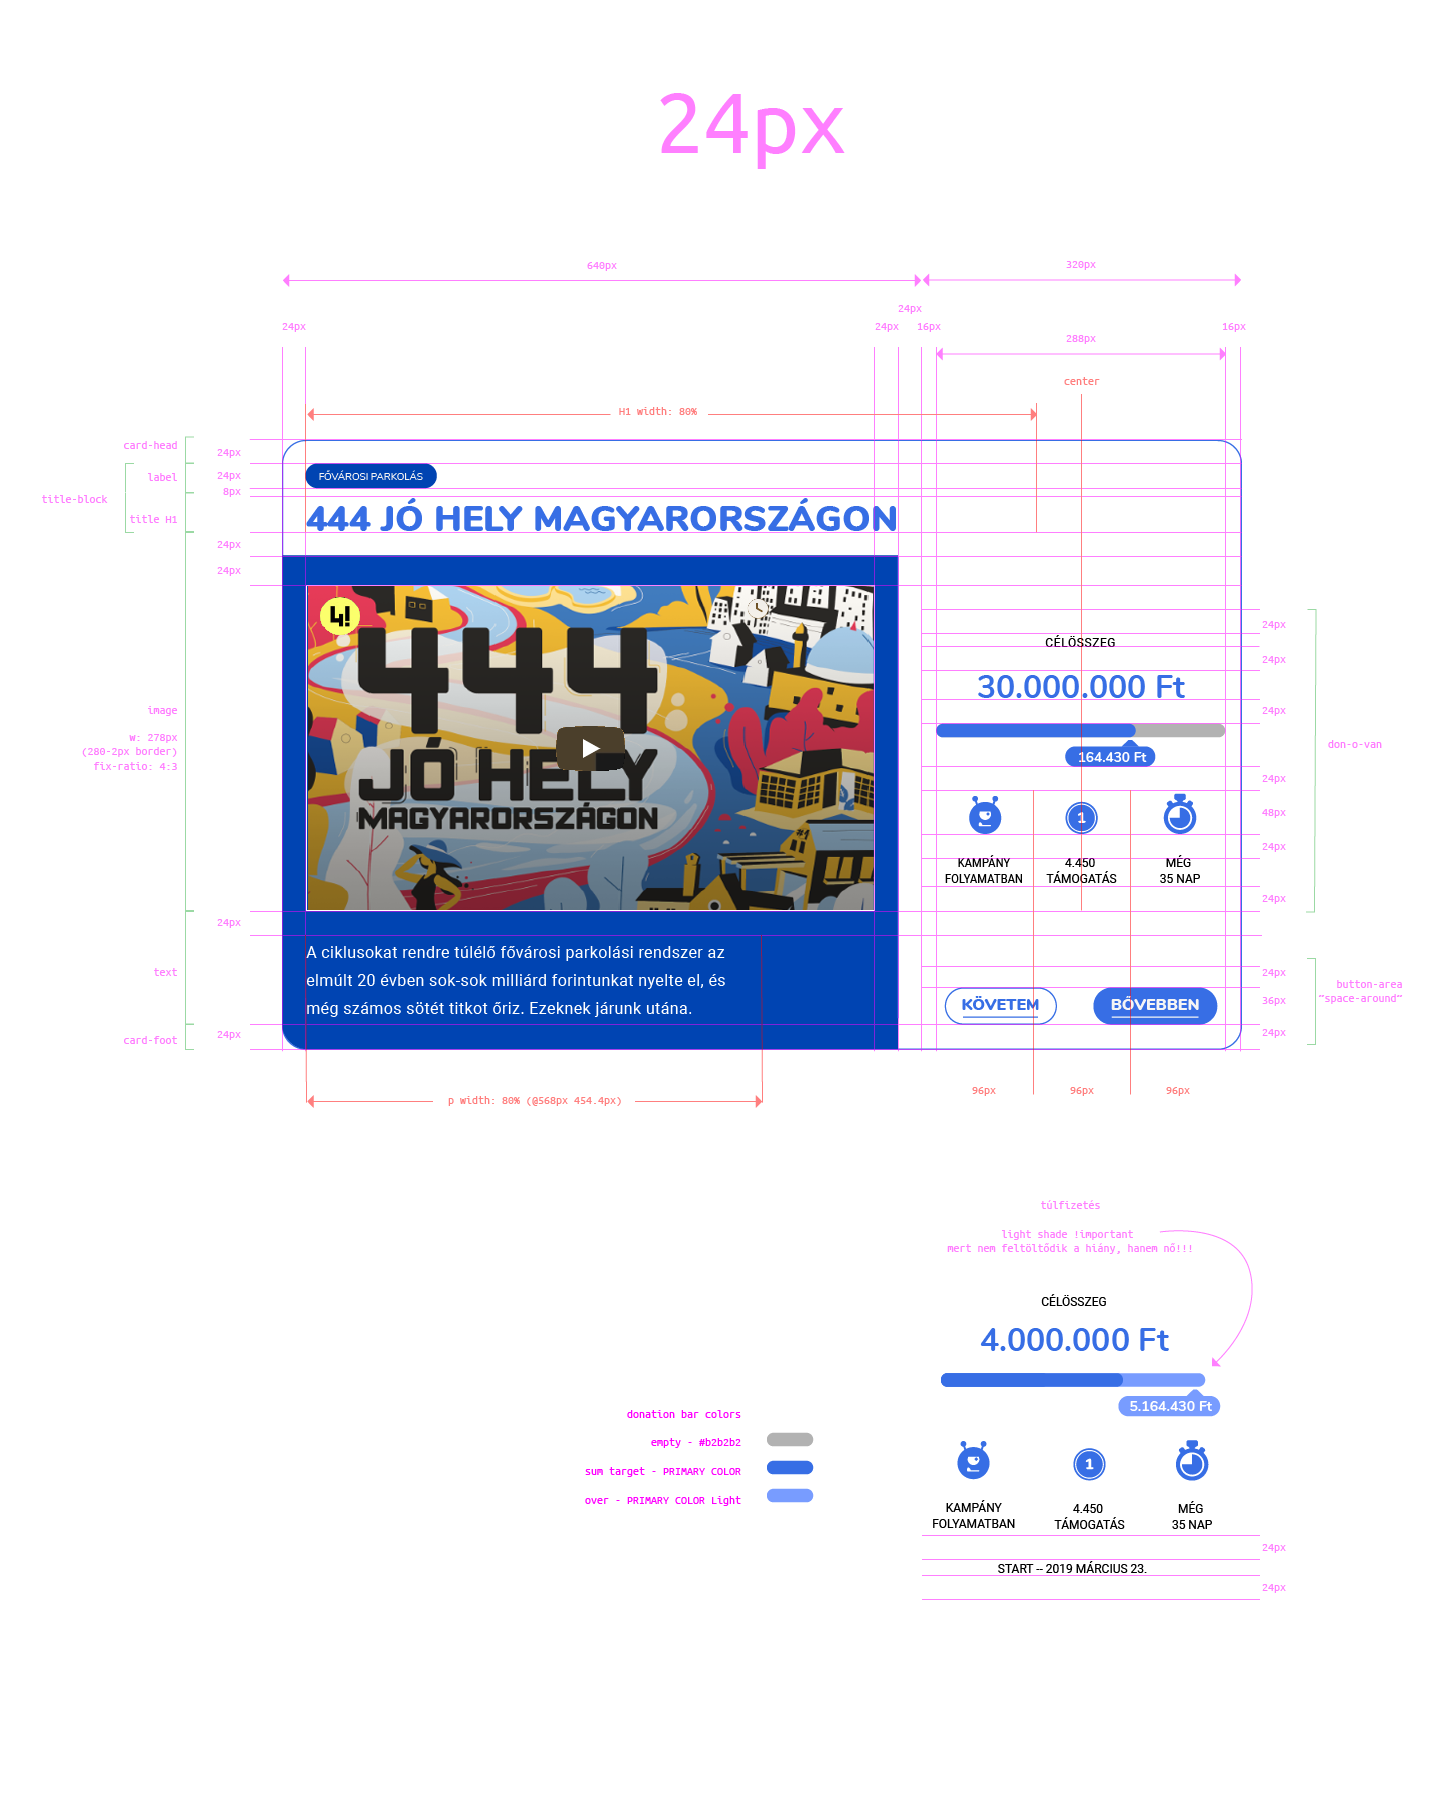 24px
640px
320px
24px
24px
24px
16px
16px
288px
center
H1 width: 80%
card-head
24px
label
24px
FŐVÁROSI PARKOLÁS
8px
title-block
title H1
444 JÓ HELY MAGYARORSZÁGON
24px
24px
4!
444
JÓ HELY
MAGYARORSZÁGON
#1
image
w: 278px
(280-2px border)
fix-ratio: 4:3
24px
CÉLÖSSZEG
24px
30.000.000 Ft
24px
don-o-van
164.430 Ft
24px
1
48px
24px
KAMPÁNY
FOLYAMATBAN
4.450
TÁMOGATÁS
MÉG
35 NAP
24px
24px
text
A ciklusokat rendre túlélő fővárosi parkolási rendszer az
elmúlt 20 évben sok-sok milliárd forintunkat nyelte el, és
még számos sötét titkot őriz. Ezeknek járunk utána.
24px
button-area
"space-around"
36px
KÖVETEM
BŐVEBBEN
24px
24px
card-foot
96px
96px
96px
p width: 80% (@568px 454.4px)
túlfizetés
light shade !important
mert nem feltöltődik a hiány, hanem nő!!!
CÉLÖSSZEG
4.000.000 Ft
5.164.430 Ft
donation bar colors
empty - #b2b2b2
sum target - PRIMARY COLOR
over - PRIMARY COLOR Light
1
KAMPÁNY
FOLYAMATBAN
4.450
TÁMOGATÁS
MÉG
35 NAP
24px
START -- 2019 MÁRCIUS 23.
24px